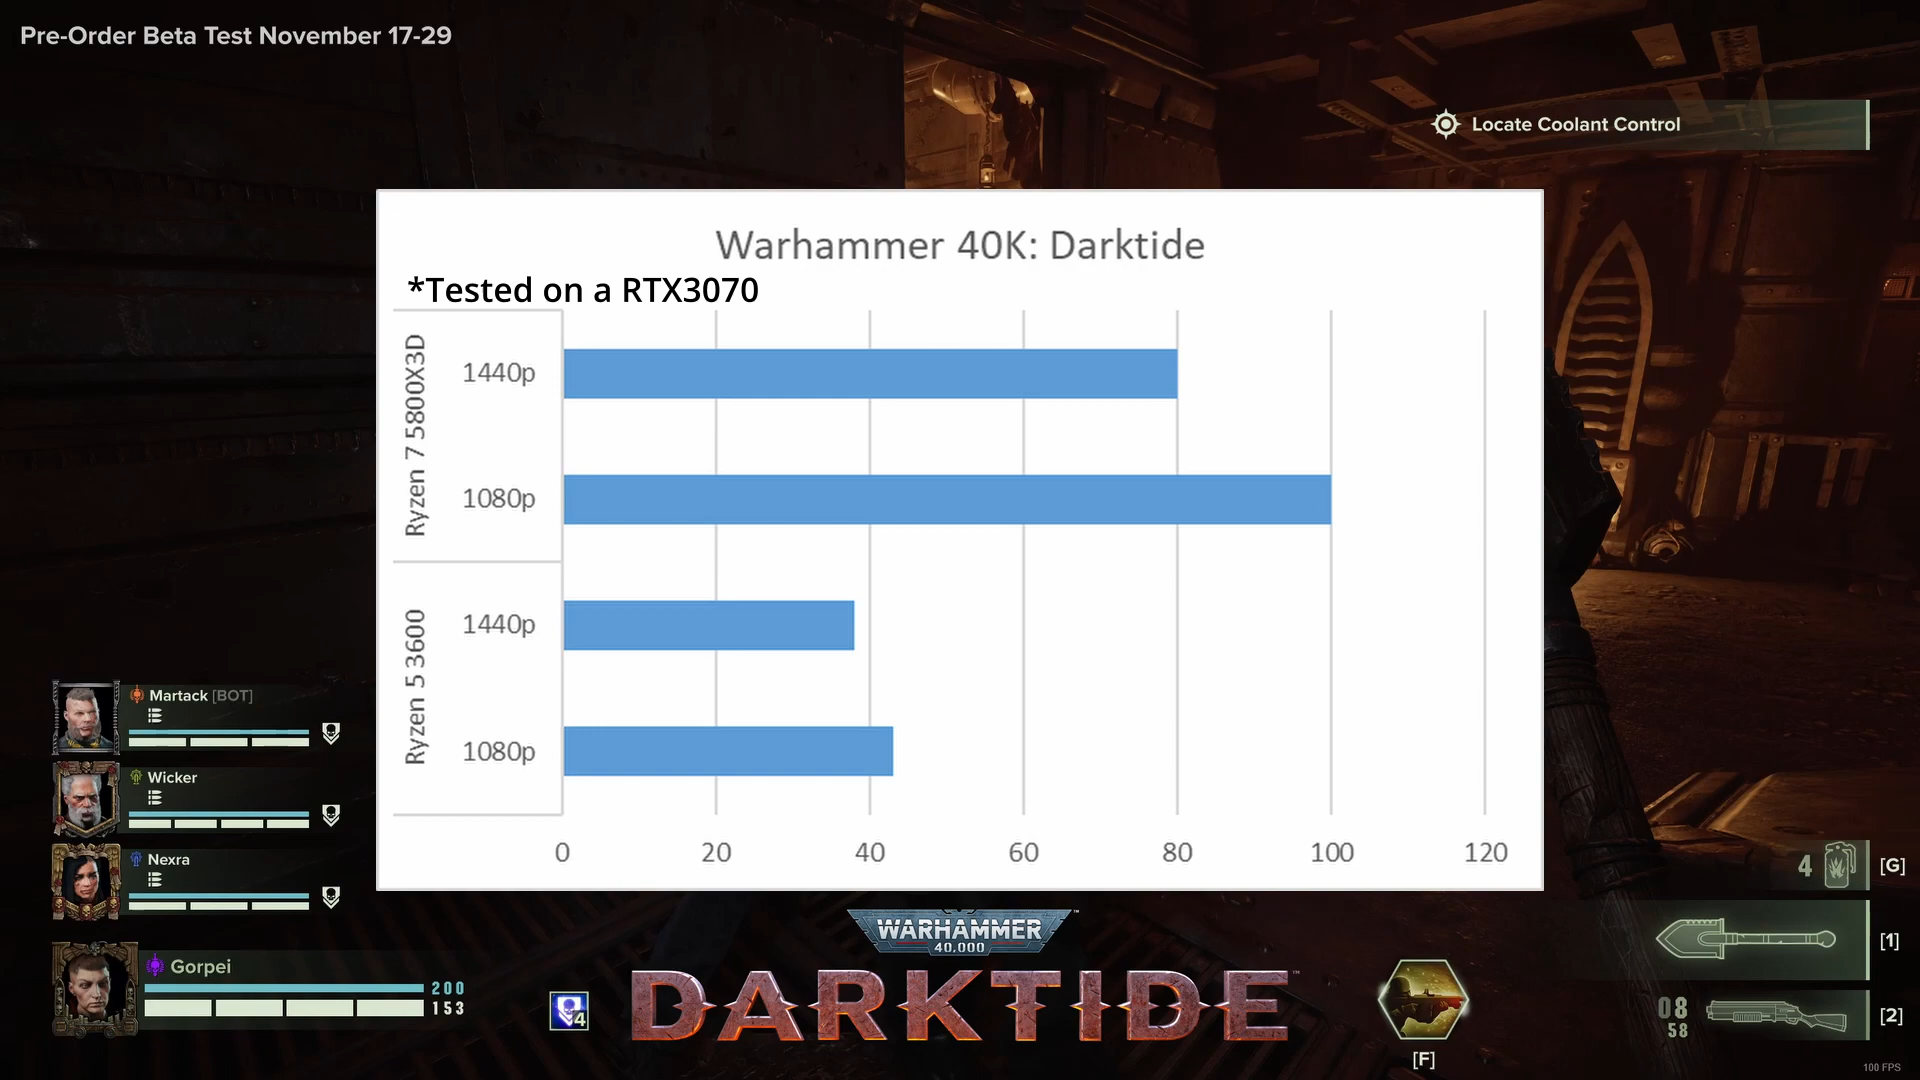 Pre-Order Beta Test November 17-29
Locate Coolant Control
Warhammer 40K: Darktide
*Tested on a RTX3070
Ryzen 7 5800X3D
1440p
1080p
Ryzen 5 3600
1440p
1080p
0 20 40 60 80 100 120
Martack [BOT]
Wicker
Nexra
Gorpei
200
153
4
WARHAMMER
40,000
DARKTIDE
[F]
4 [G]
[1]
08
58
[2]
100 FPS